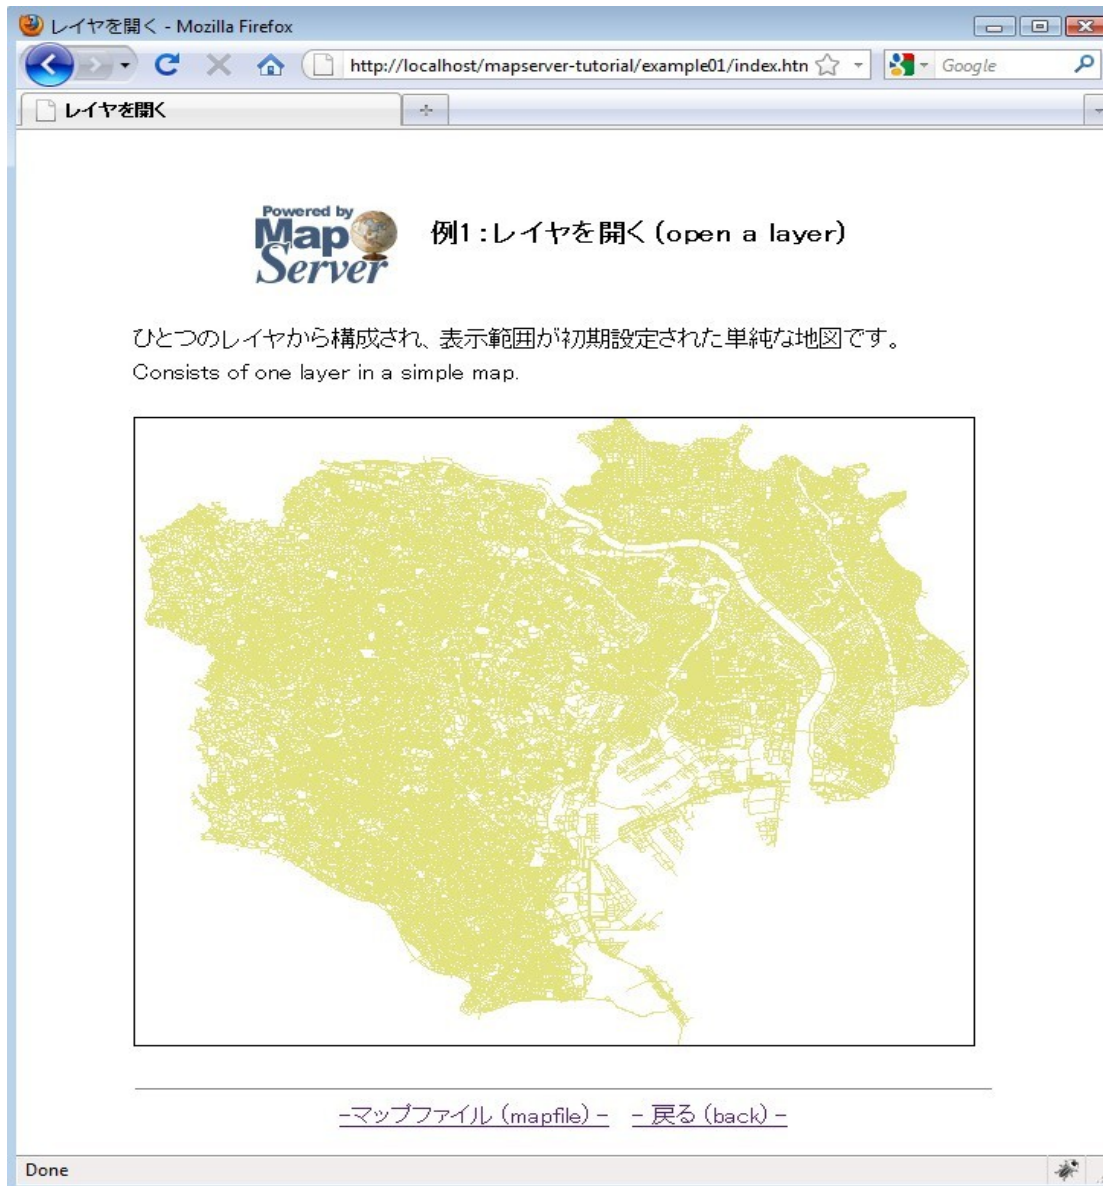 レイヤを開く - Mozilla Firefox
http://localhost/mapserver-tutorial/example01/index.htn
Google
レイヤを開く
Powered by
Map
Server
例1:レイヤを開く(open a layer)
ひとつのレイヤから構成され、表示範囲が初期設定された単純な地図です。
Consists of one layer in a simple map.
-マップファイル (mapfile) - - 戻る (back) -
Done